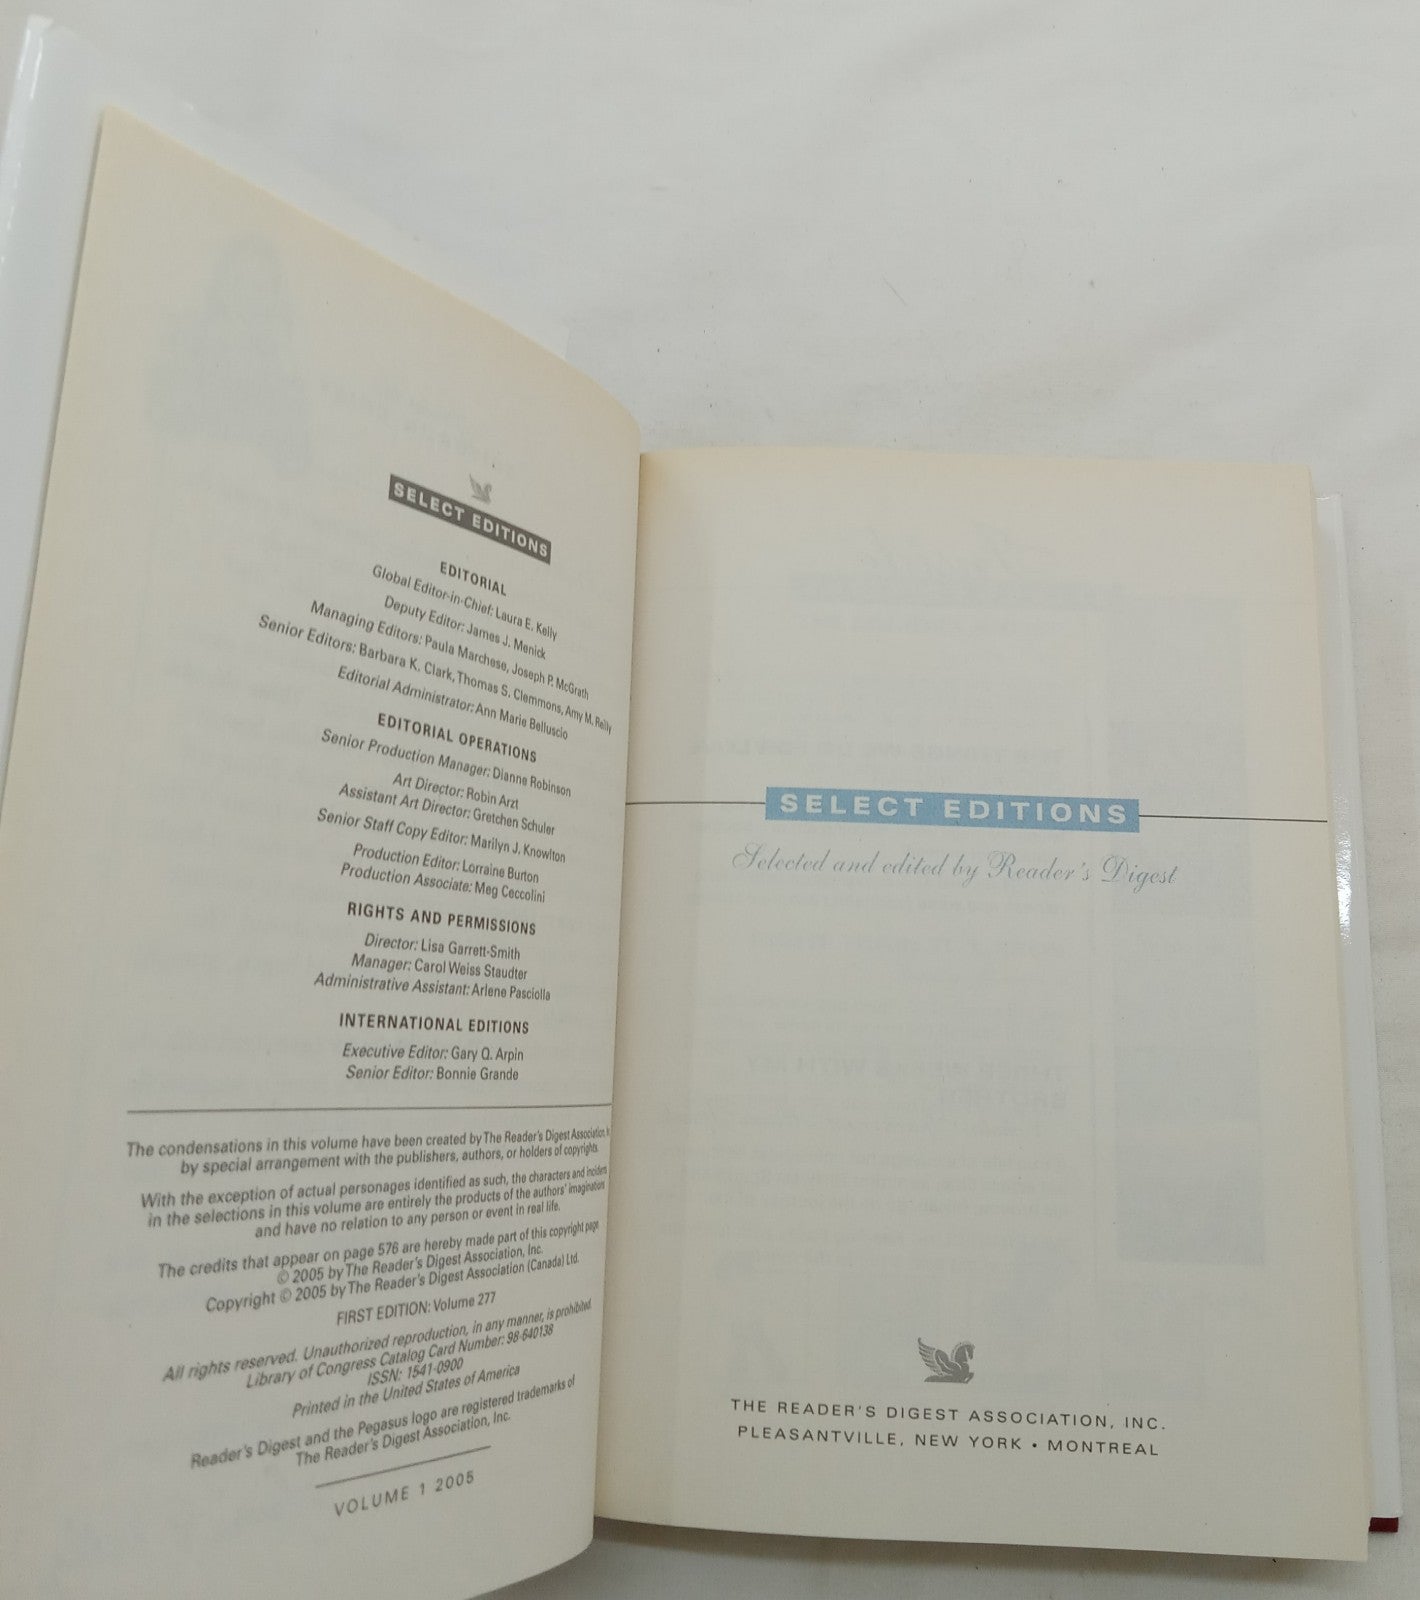 SELECT EDITIONS
EDITORIAL
Global Editor-in-Chief: Laura E. Kelly
Deputy Editor: James J. Menick
Managing Editors: Paula Marchese, Joseph P. McGrath
Senior Editors: Barbara K. Clark, Thomas S. Clemmons, Amy M. Reilly
Editorial Administrator: Ann Marie Belluscio
EDITORIAL OPERATIONS
Senior Production Manager: Dianne Robinson
Art Director: Robin Arzt
Assistant Art Director: Gretchen Schuler
Senior Staff Copy Editor: Marilyn J. Knowlton
Production Editor: Lorraine Burton
Production Associate: Meg Ceccolini
RIGHTS AND PERMISSIONS
Director: Lisa Garrett-Smith
Manager: Carol Weiss Staudter
Administrative Assistant: Arlene Pasciolla
INTERNATIONAL EDITIONS
Executive Editor: Gary Q. Arpin
Senior Editor: Bonnie Grande
The condensations in this volume have been created by The Reader's Digest Association,
by special arrangement with the publishers, authors, or holders of copyrights.
With the exception of actual personages identified as such, the characters and incidents
in the selections in this volume are entirely the products of the authors' imaginations
and have no relation to any person or event in real life.
The credits that appear on page 576 are hereby made part of this copyright page.
© 2005 by The Reader's Digest Association, Inc.
Copyright © 2005 by The Reader's Digest Association (Canada) Ltd.
FIRST EDITION: Volume 277
All rights reserved. Unauthorized reproduction, in any manner, is prohibited.
Library of Congress Catalog Card Number: 98-640138
ISSN: 1541-0900
Printed in the United States of America
Reader's Digest and the Pegasus logo are registered trademarks of
The Reader's Digest Association, Inc.
VOLUME 1 2005
SELECT EDITIONS
Selected and edited by Reader's Digest
THE READER'S DIGEST ASSOCIATION, INC.
PLEASANTVILLE, NEW YORK • MONTREAL